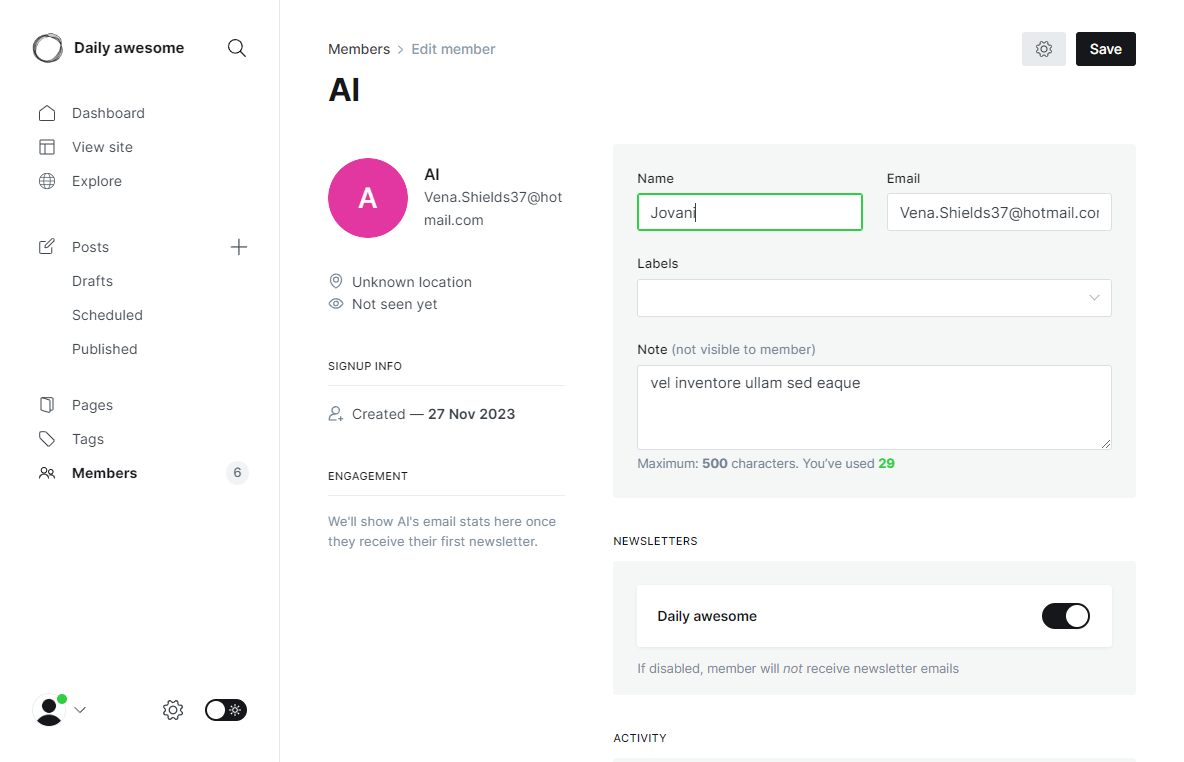 Daily awesome
Dashboard
View site
Explore
Posts
Drafts
Scheduled
Published
Pages
Tags
Members 6
Members > Edit member
Save
Al
A
Al
Vena.Shields37@hot
mail.com
Unknown location
Not seen yet
SIGNUP INFO
Created — 27 Nov 2023
ENGAGEMENT
We'll show Al's email stats here once
they receive their first newsletter.
Name
Jovani
Email
Vena.Shields37@hotmail.cor
Labels
Note (not visible to member)
vel inventore ullam sed eaque
Maximum: 500 characters. You've used 29
NEWSLETTERS
Daily awesome
If disabled, member will not receive newsletter emails
ACTIVITY